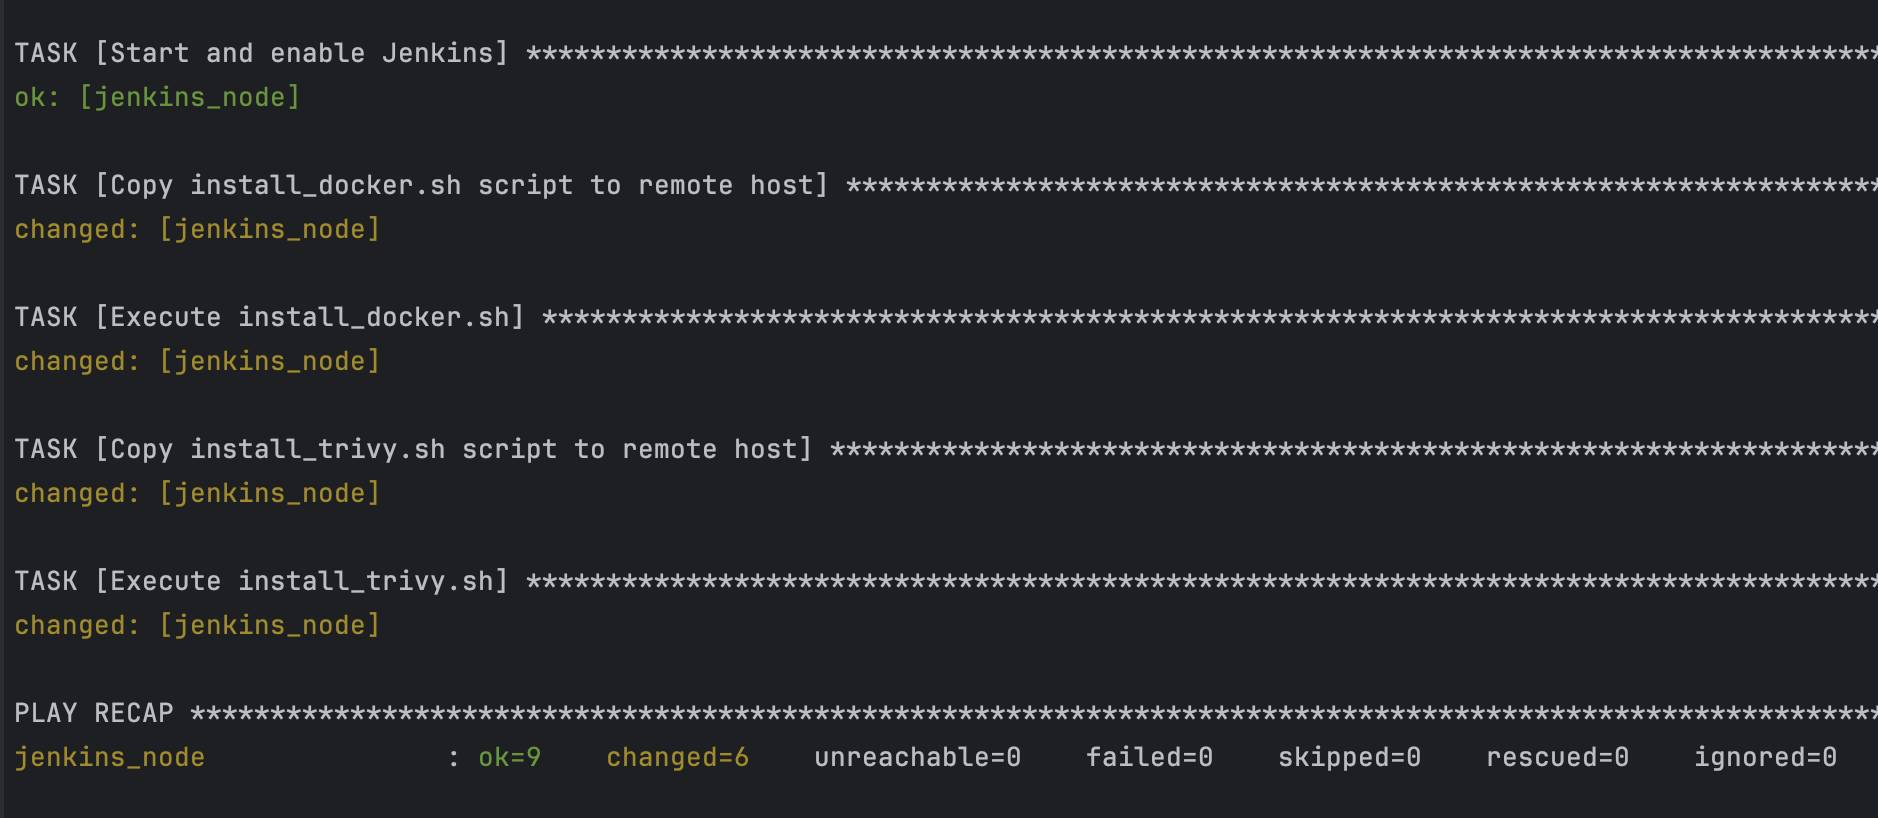 TASK [Start and enable Jenkins] *************************************************************************************
ok: [jenkins_node]
TASK [Copy install_docker.sh script to remote host] *****************************************************************
changed: [jenkins_node]
TASK [Execute install_docker.sh] ************************************************************************************
changed: [jenkins_node]
TASK [Copy install_trivy.sh script to remote host] ******************************************************************
changed: [jenkins_node]
TASK [Execute install_trivy.sh] *************************************************************************************
changed: [jenkins_node]
PLAY RECAP **********************************************************************************************************
jenkins_node               : ok=9    changed=6    unreachable=0    failed=0    skipped=0    rescued=0    ignored=0